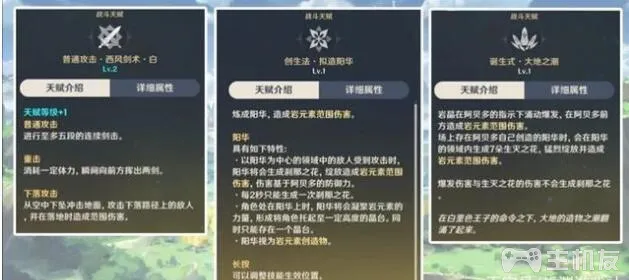 战斗天赋
普通攻击·西风剑术·白
Lv.2
天赋介绍
详细属性
天赋等级+1
普通攻击
进行至多五段的连续剑击。
重击
消耗一定体力，瞬间向前方挥出两剑。
下落攻击
从空中下坠冲击地面，攻击下落路径上的敌人，
并在落地时造成范围伤害。
战斗天赋
创生法·拟造阳华
Lv.1
天赋介绍
详细属性
炼成阳华，造成岩元素范围伤害。
阳华
具有如下特性：
·以阳华为中心的领域中的敌人受到攻击时，
阳华将会生成刹那之花，绽放造成岩元素范围
伤害，伤害基于阿贝多的防御力。
·每2秒只能生成一次刹那之花。
·角色处在阳华上时，阳华将会凝聚岩元素的
力量，形成将角色托起至一定高度的晶台，同
时只能存在一个晶台。
·阳华视为岩元素创造物。
长按
可以调整技能生效位置。
战斗天赋
诞生式·大地之潮
Lv.1
天赋介绍
详细属性
岩晶在阿贝多的指示下涌动爆发，在阿贝多前
方造成岩元素范围伤害。
场上存在阿贝多自己创造的阳华时，会在阳华
的领域内生成7朵生灭之花，猛烈绽放并造成岩
元素范围伤害。
爆发伤害与生灭之花的伤害不会生成刹那之
花。
在白垩色王子的命令之下，大地的造物之潮翻
涌了起来。
主机友